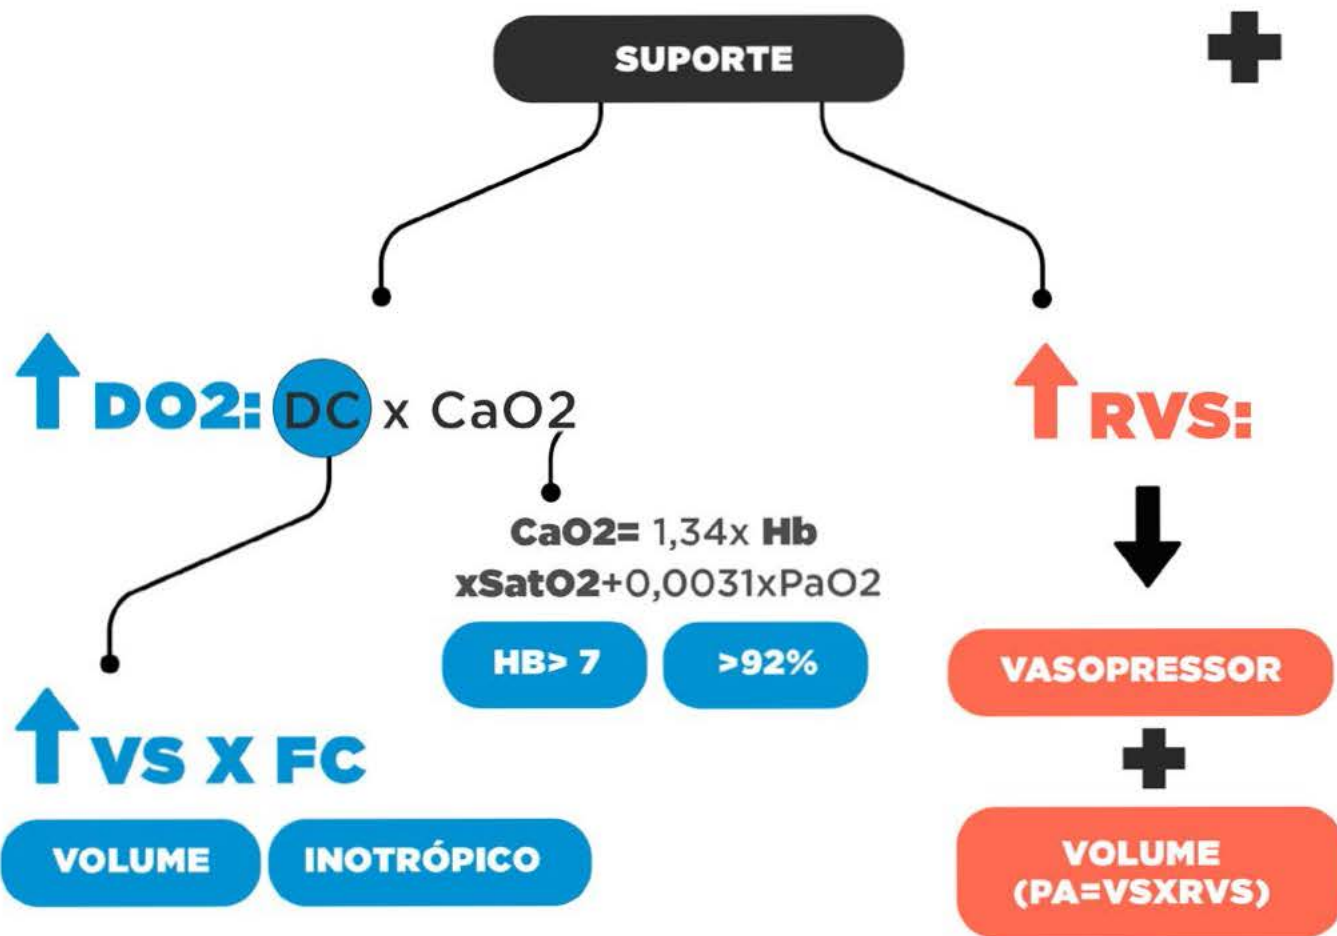 SUPORTE
DO2: DC x CaO2
RVS:
CaO2= 1,34x Hb
xSatO2+0,0031xPaO2
HB> 7
>92%
VASOPRESSOR
VS X FC
VOLUME
INOTRÓPICO
VOLUME
(PA=VSXRVS)